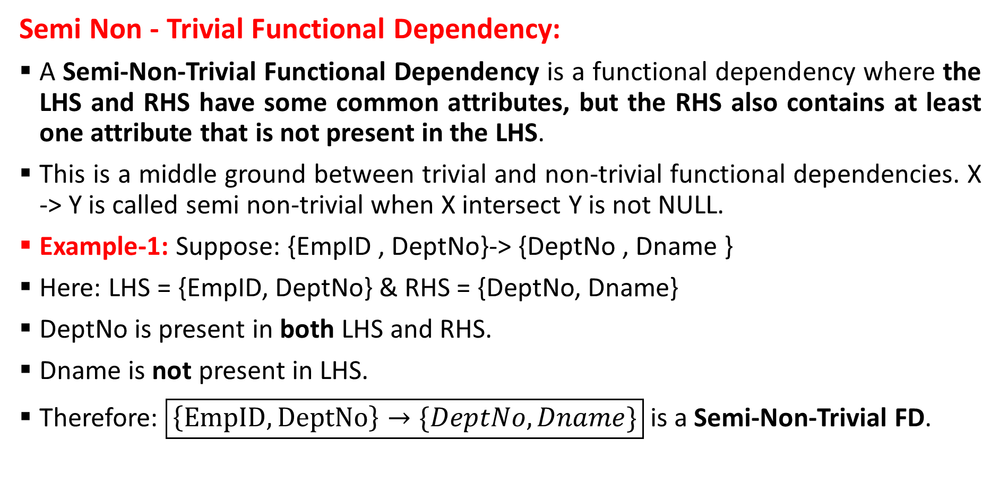 Semi Non - Trivial Functional Dependency:
▪ A Semi-Non-Trivial Functional Dependency is a functional dependency where the
LHS and RHS have some common attributes, but the RHS also contains at least
one attribute that is not present in the LHS.
▪ This is a middle ground between trivial and non-trivial functional dependencies. X
-> Y is called semi non-trivial when X intersect Y is not NULL.
▪ Example-1: Suppose: {EmpID , DeptNo}-> {DeptNo , Dname }
▪ Here: LHS = {EmpID, DeptNo} & RHS = {DeptNo, Dname}
▪ DeptNo is present in both LHS and RHS.
▪ Dname is not present in LHS.
▪ Therefore: {EmpID, DeptNo} → {DeptNo, Dname} is a Semi-Non-Trivial FD.